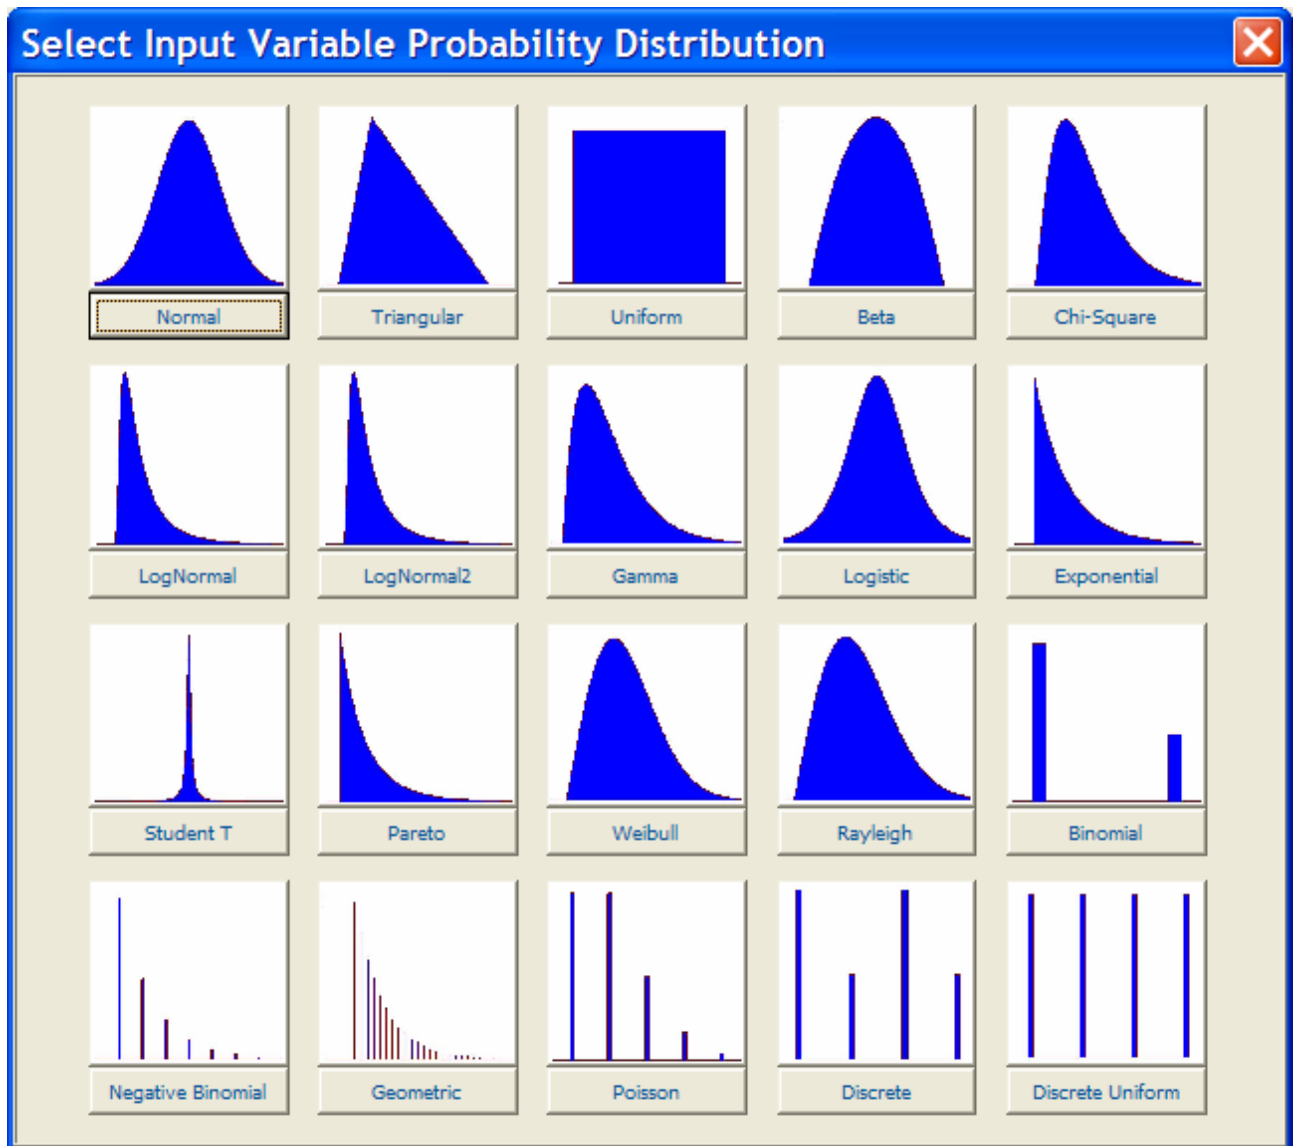 Select Input Variable Probability Distribution
Normal
Triangular
Uniform
Beta
Chi-Square
LogNormal
LogNormal2
Gamma
Logistic
Exponential
Student T
Pareto
Weibull
Rayleigh
Binomial
Negative Binomial
Geometric
Poisson
Discrete
Discrete Uniform